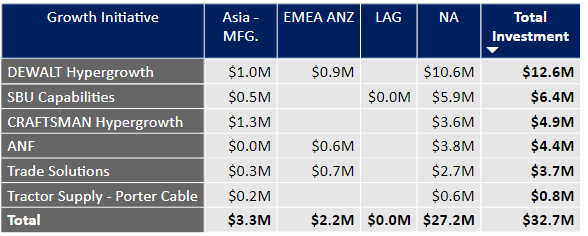 Growth Initiative Asia - MFG. EMEA ANZ LAG NA Total Investment
DEWALT Hypergrowth $1.0M $0.9M $10.6M $12.6M
SBU Capabilities $0.5M $0.0M $5.9M $6.4M
CRAFTSMAN Hypergrowth $1.3M $3.6M $4.9M
ANF $0.0M $0.6M $3.8M $4.4M
Trade Solutions $0.3M $0.7M $2.7M $3.7M
Tractor Supply - Porter Cable $0.2M $0.6M $0.8M
Total $3.3M $2.2M $0.0M $27.2M $32.7M